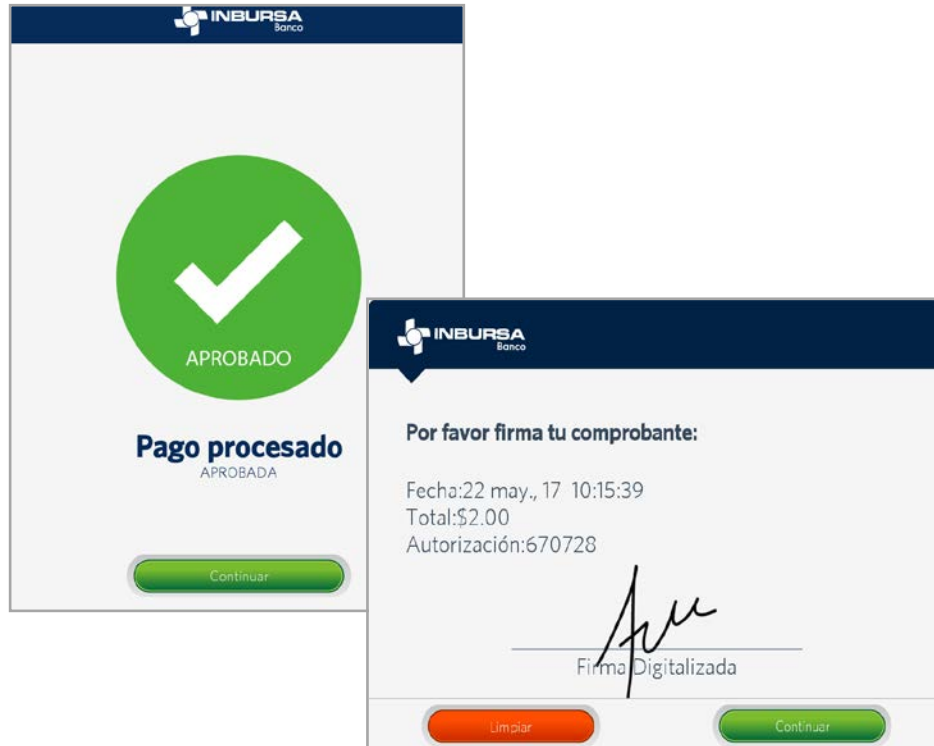 INBURSA
Banco
APROBADO
Pago procesado
APROBADA
Continuar
INBURSA
Banco
Por favor firma tu comprobante:
Fecha:22 may., 17 10:15:39
Total:$2.00
Autorización:670728
Firma Digitalizada
Limpiar
Continuar